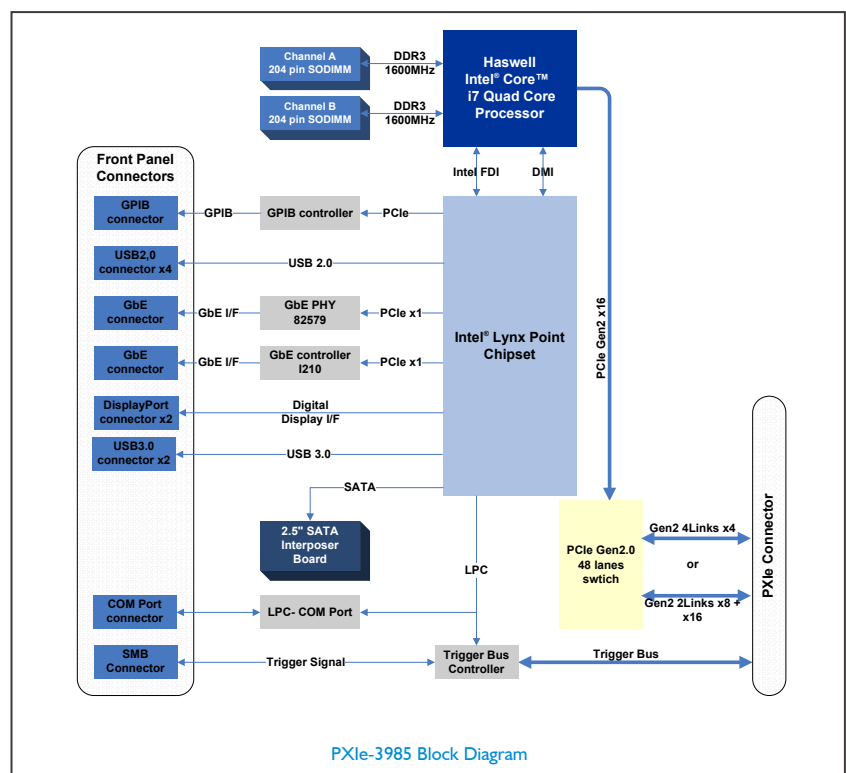 Channel A
204 pin SODIMM
DDR3
1600MHz
Channel B
204 pin SODIMM
DDR3
1600MHz
Haswell
Intel® Core™
i7 Quad Core
Processor
Intel FDI
DMI
PCIe Gen2 x16
Front Panel
Connectors
GPIB
connector
GPIB
GPIB controller
PCIe
USB2,0
connector x4
USB 2.0
GbE
connector
GbE I/F
GbE PHY
82579
PCIe x1
Intel® Lynx Point
Chipset
GbE
connector
GbE I/F
GbE controller
I210
PCIe x1
DisplayPort
connector x2
Digital
Display I/F
USB3.0
connector x2
USB 3.0
SATA
2.5" SATA
Interposer
Board
LPC
PCIe Gen2.0
48 lanes
swtich
Gen2 4Links x4
or
Gen2 2Links x8 +
x16
PXIe Connector
COM Port
connector
LPC- COM Port
SMB
Connector
Trigger Signal
Trigger Bus
Controller
Trigger Bus
PXIe-3985 Block Diagram